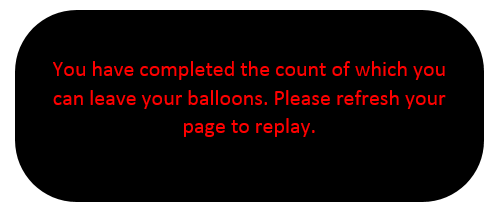 You have completed the count of which you
can leave your balloons. Please refresh your
page to replay.